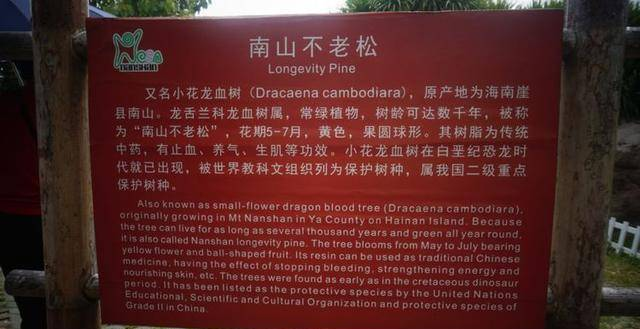 nanshan
南山不老松
Longevity Pine
又名小花龙血树（Dracaena cambodiara），原产地为海南崖
县南山。龙舌兰科龙血树属，常绿植物，树龄可达数千年，被称
为“南山不老松”，花期5-7月，黄色，果圆球形。其树脂为传统
中药，有止血、养气、生肌等功效。小花龙血树在白垩纪恐龙时
代就已出现，被世界教科文组织列为保护树种，属我国二级重点
保护树种。
Also known as small-flower dragon blood tree (Dracaena cambodiara),
originally growing in Mt Nanshan in Ya County on Hainan Island. Because
the tree can live for as long as several thousand years and green all year round,
it is also called Nanshan longevity pine. The tree blooms from May to July bearing
yellow flower and ball-shaped fruit. Its resin can be used as traditional Chinese
medicine, having the effect of stopping bleeding, strengthening energy and
nourishing skin, etc. The trees were found as early as in the cretaceous dinosaur
period. It has been listed as the protective species by the United Nations
Educational, Scientific and Cultural Organization and protective species of
Grade II in China.